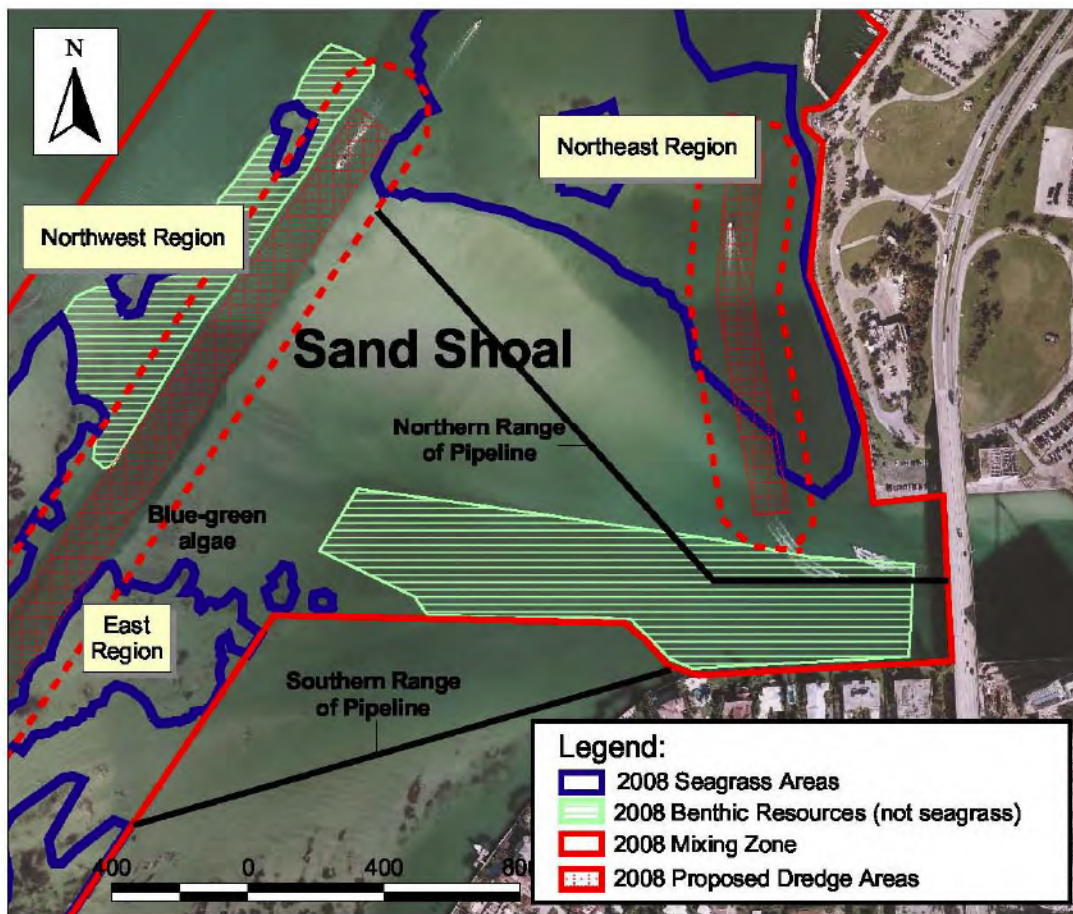 N
Northeast Region
Northwest Region
Sand Shoal
Northern Range
of Pipeline
Blue-green
algae
East
Region
Southern Range
of Pipeline
Legend:
2008 Seagrass Areas
2008 Benthic Resources (not seagrass)
2008 Mixing Zone
2008 Proposed Dredge Areas
400 0 400 800